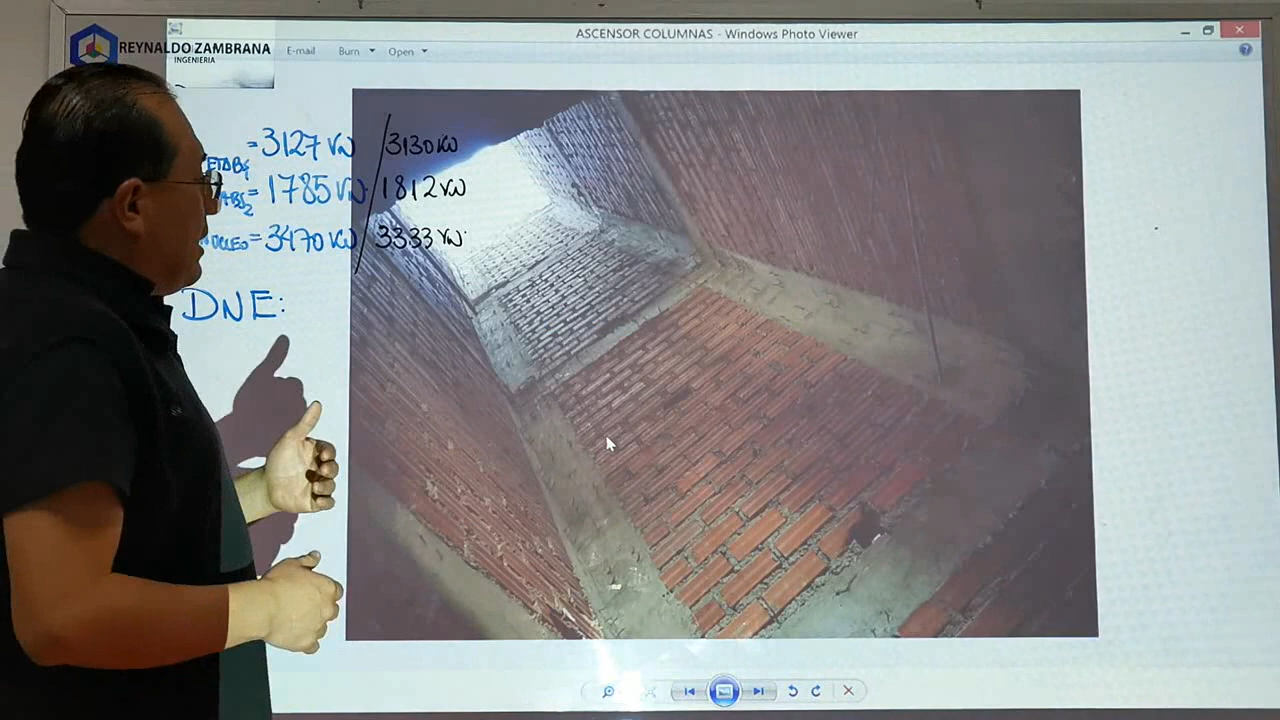 REYNALDO ZAMBRANA
INGENIERIA
ASCENSOR COLUMNAS - Windows Photo Viewer
E-mail Burn Open
= 3127 KN / 3130 KN
= 1785 KN / 1812 KN
= 3470 KN / 3333 KN
DNE: